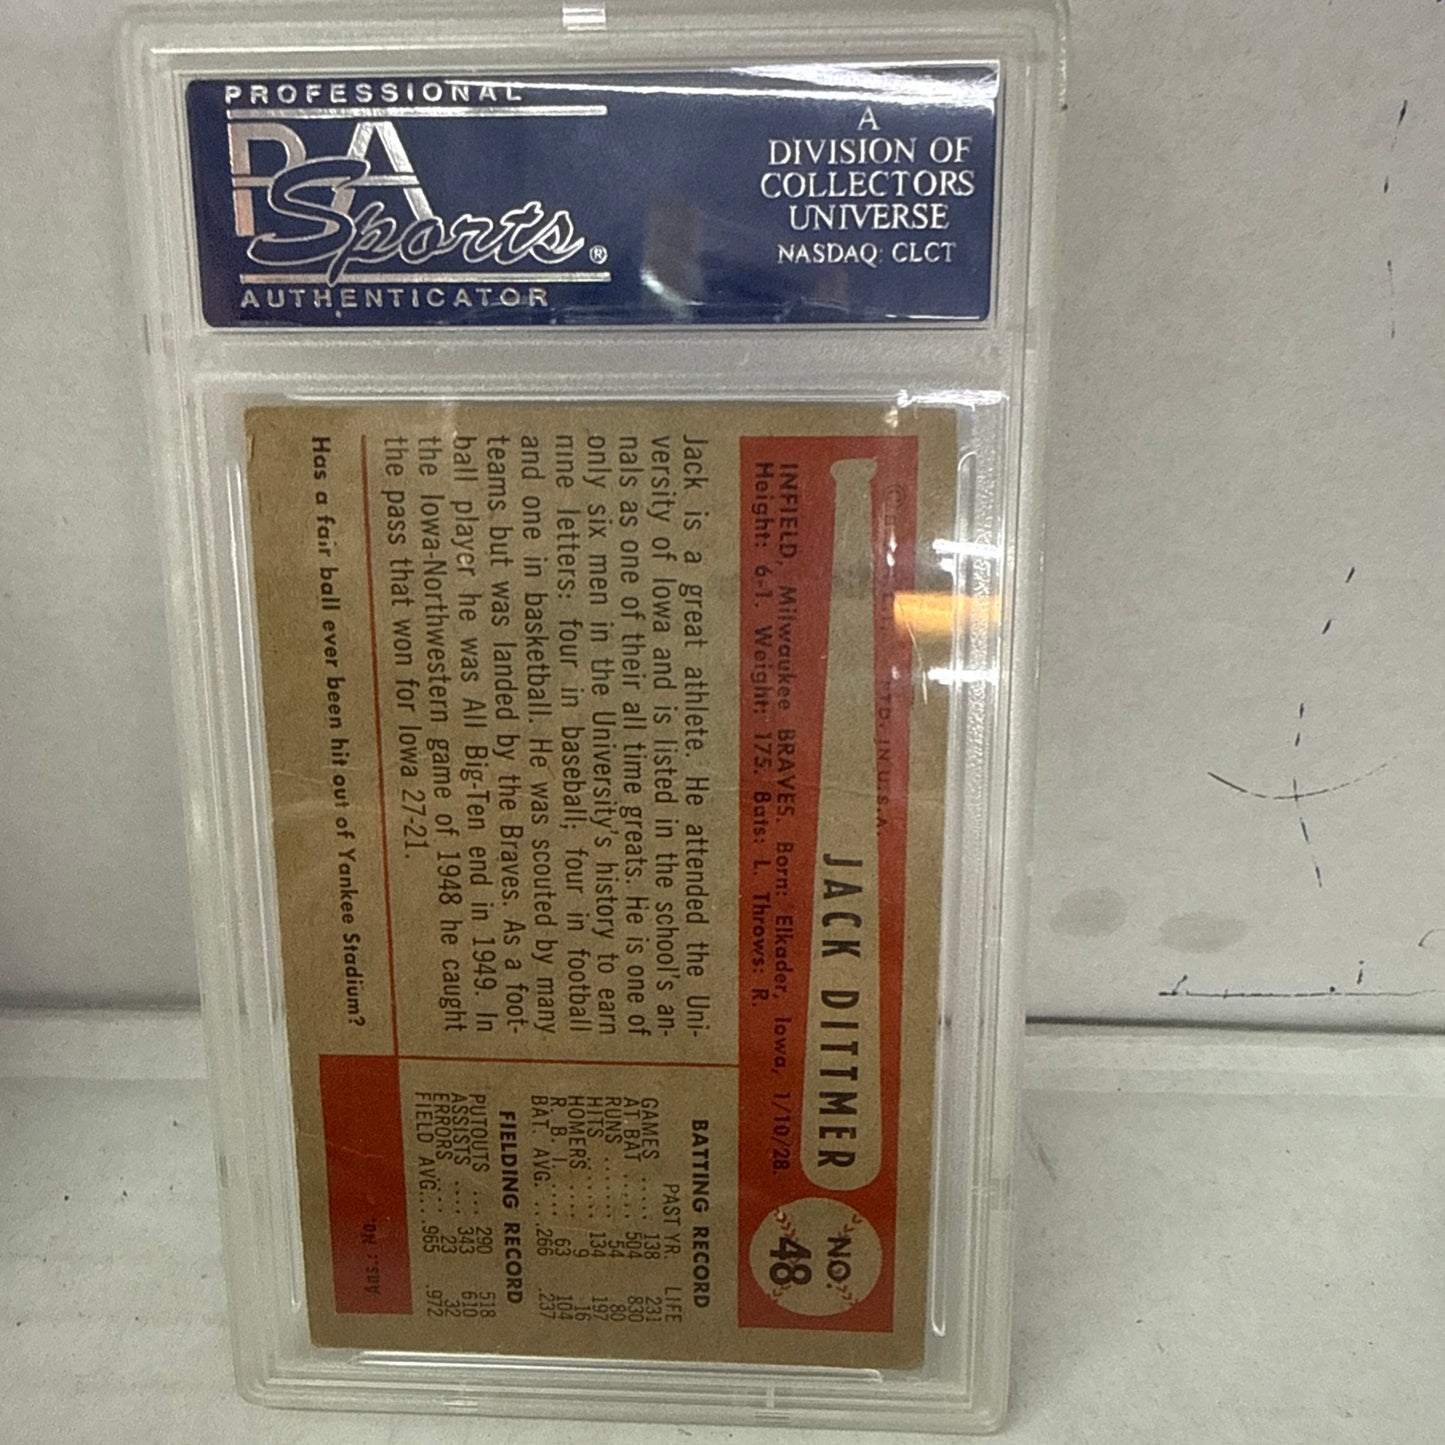 PROFESSIONAL
PSA
Sports®
AUTHENTICATOR
A
DIVISION OF
COLLECTORS
UNIVERSE
NASDAQ: CLCT
PTD. IN U.S.A.
JACK DITTMER
NO.
48
INFIELD, Milwaukee BRAVES. Born: Elkader, Iowa, 1/10/28.
Height: 6-1. Weight: 175. Bats: L. Throws: R.
Jack is a great athlete. He attended the Uni-
versity of Iowa and is listed in the school's an-
nals as one of their all time greats. He is one of
only six men in the University's history to earn
nine letters: four in baseball; four in football
and one in basketball. He was scouted by many
teams but was landed by the Braves. As a foot-
ball player he was All Big-Ten end in 1949. In
the Iowa-Northwestern game of 1948 he caught
the pass that won for Iowa 27-21.
BATTING RECORD
PAST YR. LIFE
GAMES .... 138 231
AT BAT ..... 504 830
RUNS ...... 54 80
HITS ...... 134 197
HOMERS ..... 9 16
R. B. I. .... 63 104
BAT. AVG. ... .266 .237
FIELDING RECORD
PUTOUTS ... 290 518
ASSISTS .... 343 610
ERRORS .... 23 32
FIELD AVG. ... .965 .972
Has a fair ball ever been hit out of Yankee Stadium?
Ans.: No.